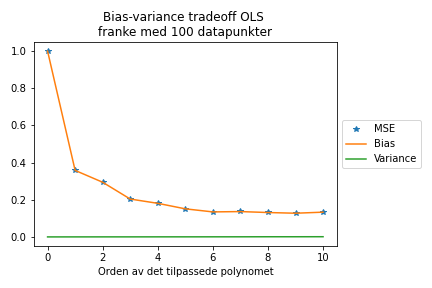 Bias-variance tradeoff OLS
franke med 100 datapunkter
1.0
0.8
0.6
0.4
0.2
0.0
0 2 4 6 8 10
Orden av det tilpassede polynomet
MSE
Bias
Variance